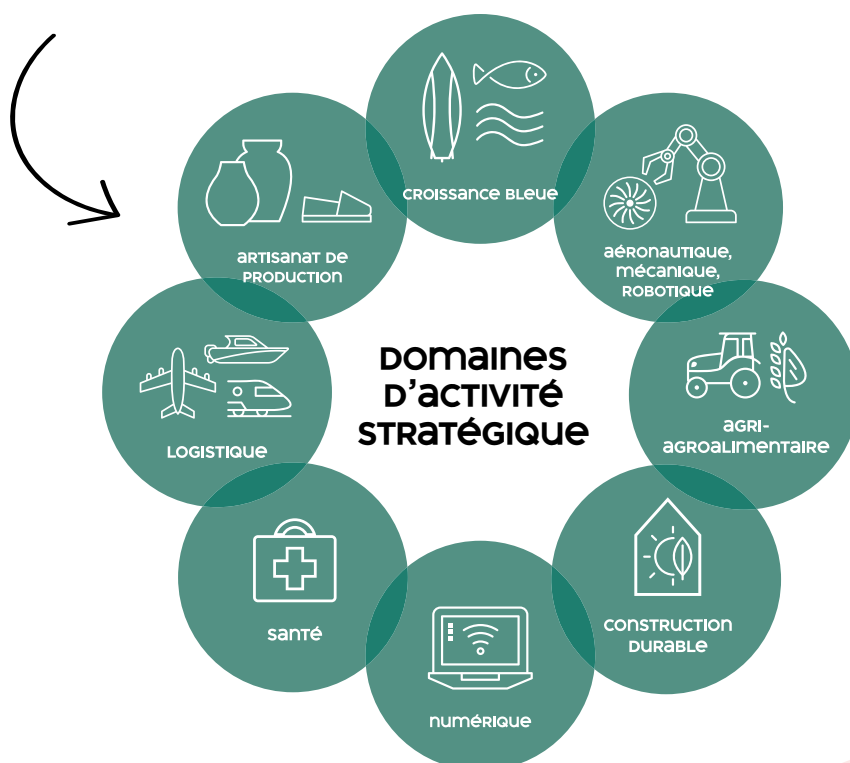 CROISSANCE BLEUE
ARTISANAT DE
PRODUCTION
AÉRONAUTIQUE,
MÉCANIQUE,
ROBOTIQUE
DOMAINES
D'ACTIVITÉ
STRATÉGIQUE
LOGISTIQUE
AGRI-
AGROALIMENTAIRE
SANTÉ
CONSTRUCTION
DURABLE
NUMÉRIQUE